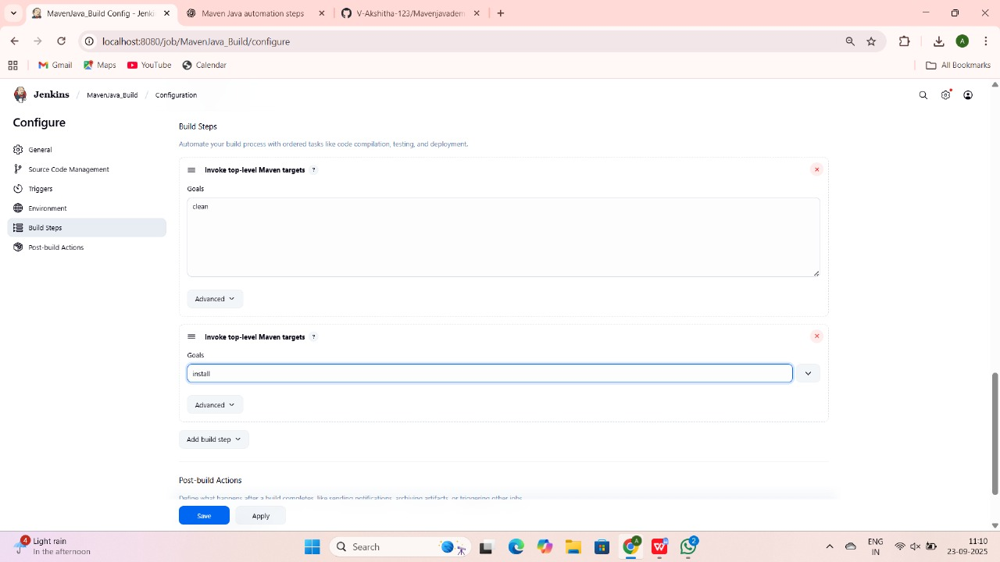 MavenJava_Build Config - Jenki
Maven Java automation steps
V-Akshitha-123/Mavenjavadem
localhost:8080/job/MavenJava_Build/configure
A
Gmail
Maps
YouTube
Calendar
All Bookmarks
Jenkins / MavenJava_Build / Configuration
Configure
General
Source Code Management
Triggers
Environment
Build Steps
Post-build Actions
Build Steps
Automate your build process with ordered tasks like code compilation, testing, and deployment.
Invoke top-level Maven targets ?
Goals
clean
Advanced
Invoke top-level Maven targets ?
Goals
install
Advanced
Add build step
Post-build Actions
Define what happens after a build completes, like sending notifications, archiving artifacts, or triggering other jobs.
Save
Apply
4
Light rain
In the afternoon
Search
A
2
ENG
IN
11:10
23-09-2025